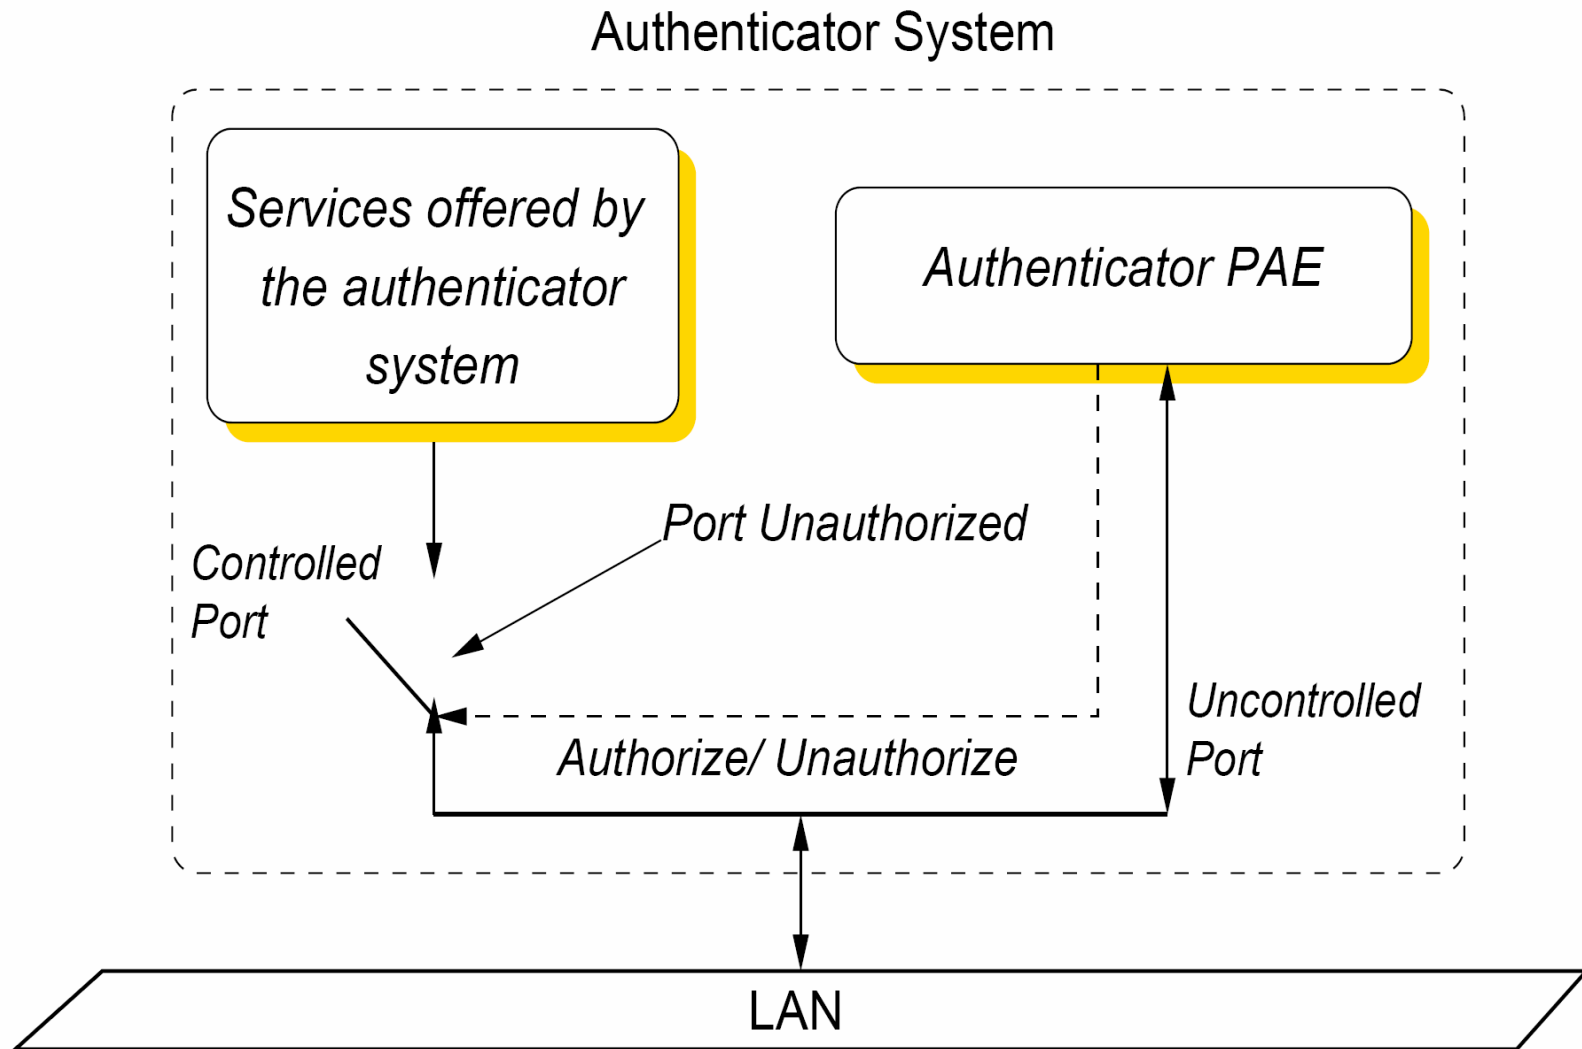 Authenticator System
Services offered by
the authenticator
system
Authenticator PAE
Port Unauthorized
Controlled
Port
Uncontrolled
Port
Authorize/ Unauthorize
LAN